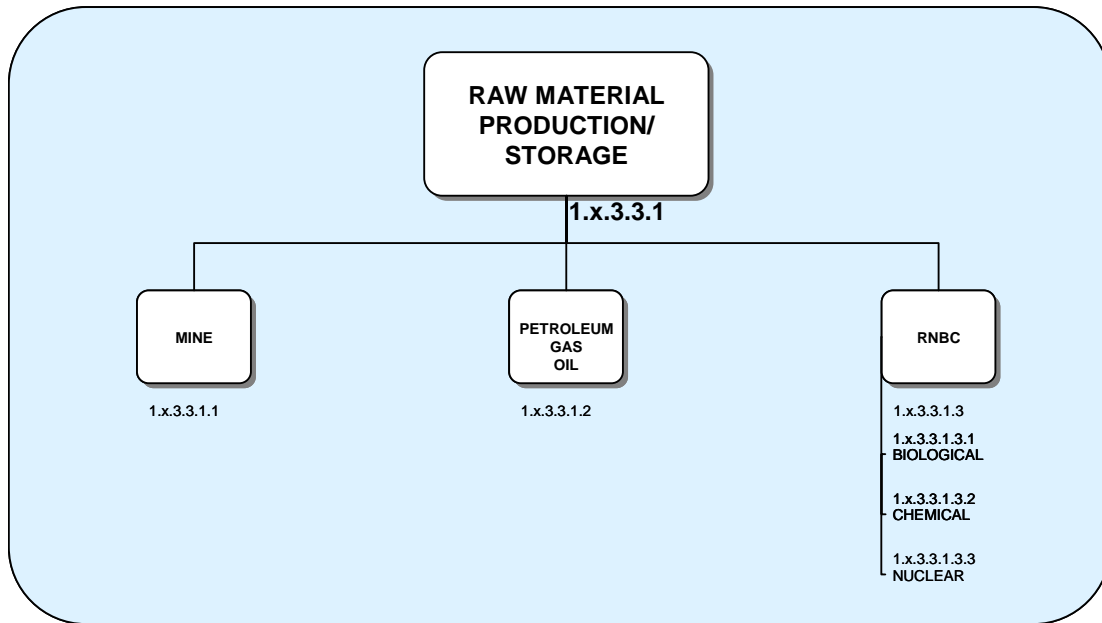 RAW MATERIAL
PRODUCTION/
STORAGE
1.x.3.3.1
MINE
1.x.3.3.1.1
PETROLEUM
GAS
OIL
1.x.3.3.1.2
RNBC
1.x.3.3.1.3
1.x.3.3.1.3.1
BIOLOGICAL
1.x.3.3.1.3.2
CHEMICAL
1.x.3.3.1.3.3
NUCLEAR